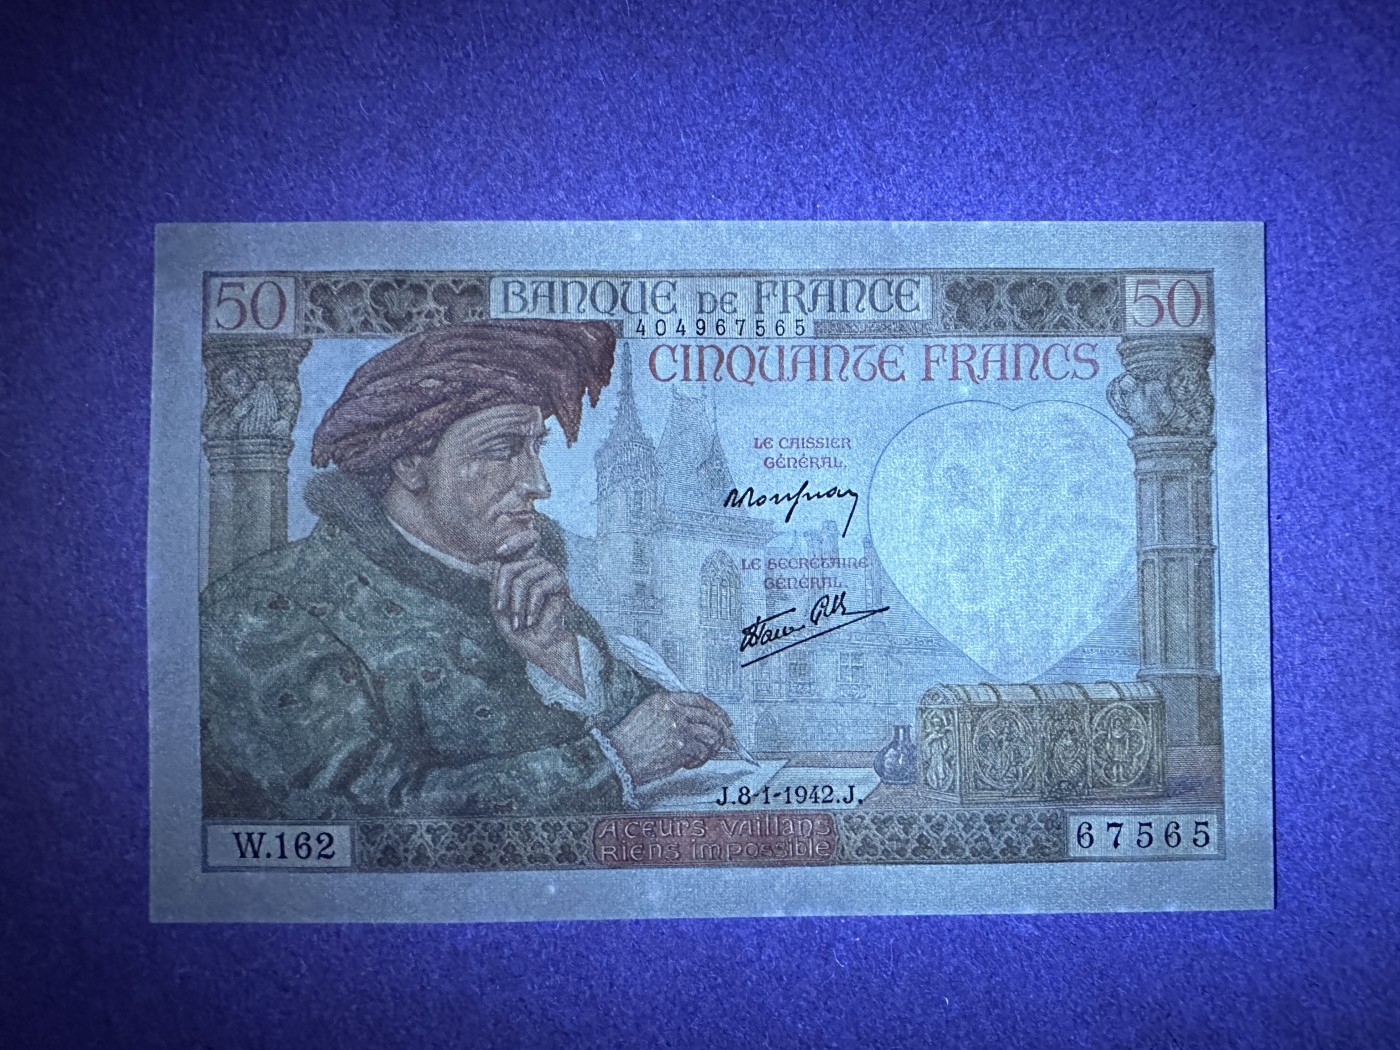 50 BANQUE DE FRANCE 50
404967565
CINQUANTE FRANCS
LE CAISSIER
GÉNÉRAL
LE SECRÉTAIRE
GÉNÉRAL
J.8-1-1942.J.
W.162
A CŒURS VAILLANS
RIENS IMPOSSIBLE
67565